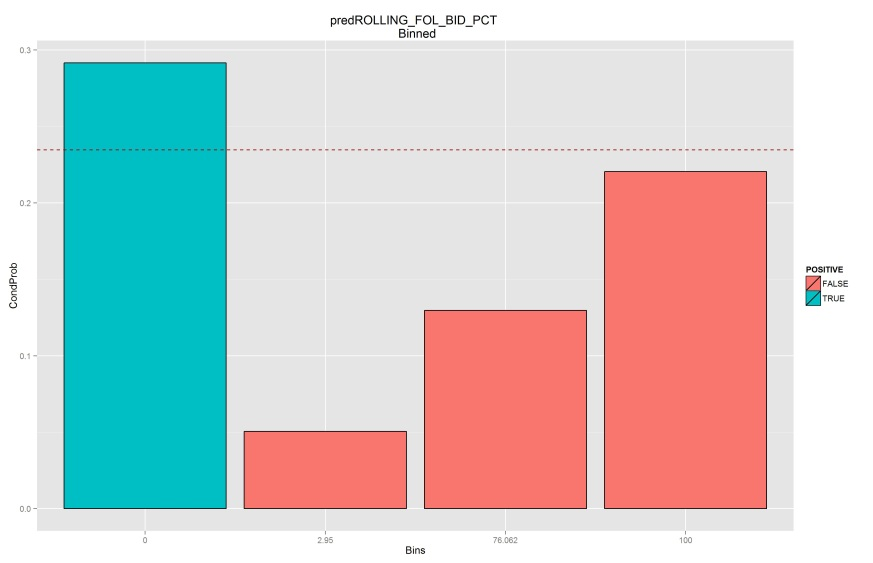 predROLLING_FOL_BID_PCT
Binned
0.3
0.2
0.1
0.0
CondProb
0
2.95
76.062
100
Bins
POSITIVE
FALSE
TRUE